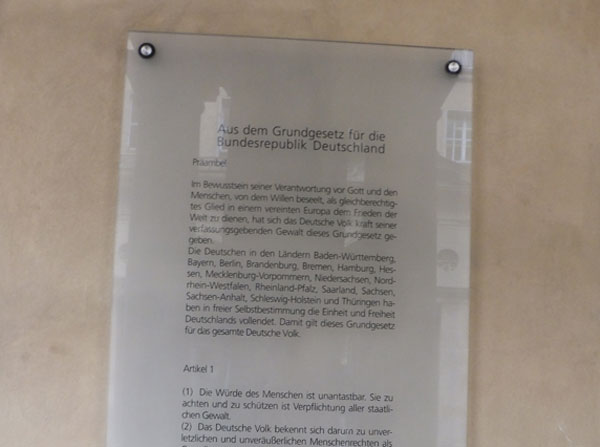 Aus dem Grundgesetz für die
Bundesrepublik Deutschland
Präambel
Im Bewusstsein seiner Verantwortung vor Gott und den
Menschen, von dem Willen beseelt, als gleichberechtig-
tes Glied in einem vereinten Europa dem Frieden der
Welt zu dienen, hat sich das Deutsche Volk kraft seiner
verfassungsgebenden Gewalt dieses Grundgesetz ge-
geben.
Die Deutschen in den Ländern Baden-Württemberg,
Bayern, Berlin, Brandenburg, Bremen, Hamburg, Hes-
sen, Mecklenburg-Vorpommern, Niedersachsen, Nord-
rhein-Westfalen, Rheinland-Pfalz, Saarland, Sachsen,
Sachsen-Anhalt, Schleswig-Holstein und Thüringen ha-
ben in freier Selbstbestimmung die Einheit und Freiheit
Deutschlands vollendet. Damit gilt dieses Grundgesetz
für das gesamte Deutsche Volk.
Artikel 1
(1) Die Würde des Menschen ist unantastbar. Sie zu
achten und zu schützen ist Verpflichtung aller staatli-
chen Gewalt.
(2) Das Deutsche Volk bekennt sich darum zu unver-
letzlichen und unveräußerlichen Menschenrechten als